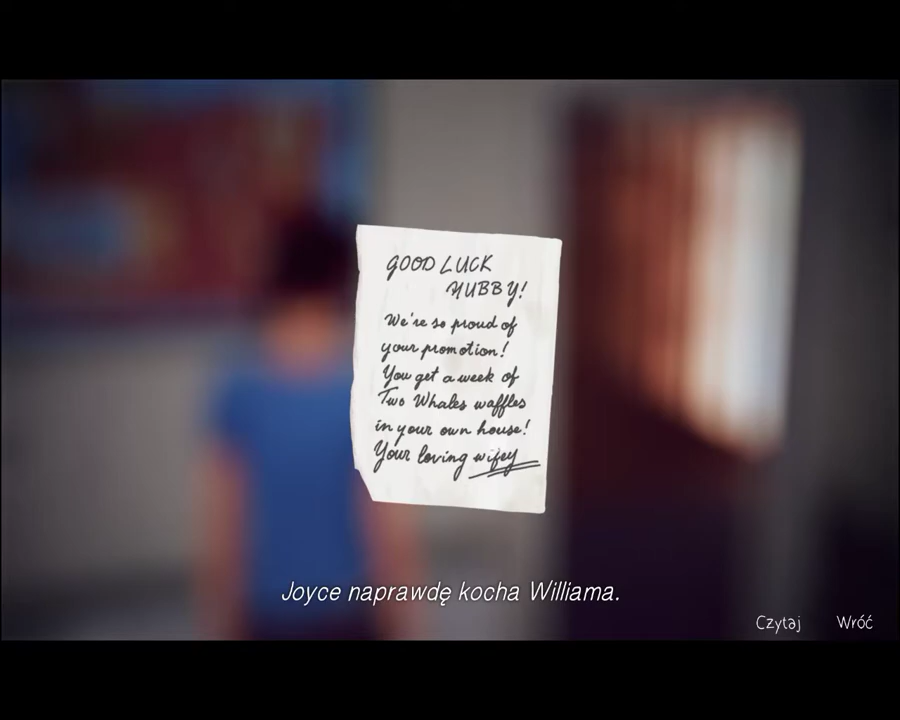 GOOD LUCK
HUBBY!
We're so proud of
your promotion!
You get a week of
Two Whales waffles
in your own house!
Your loving wifey
Joyce naprawdę kocha Williama.
Czytaj Wróć